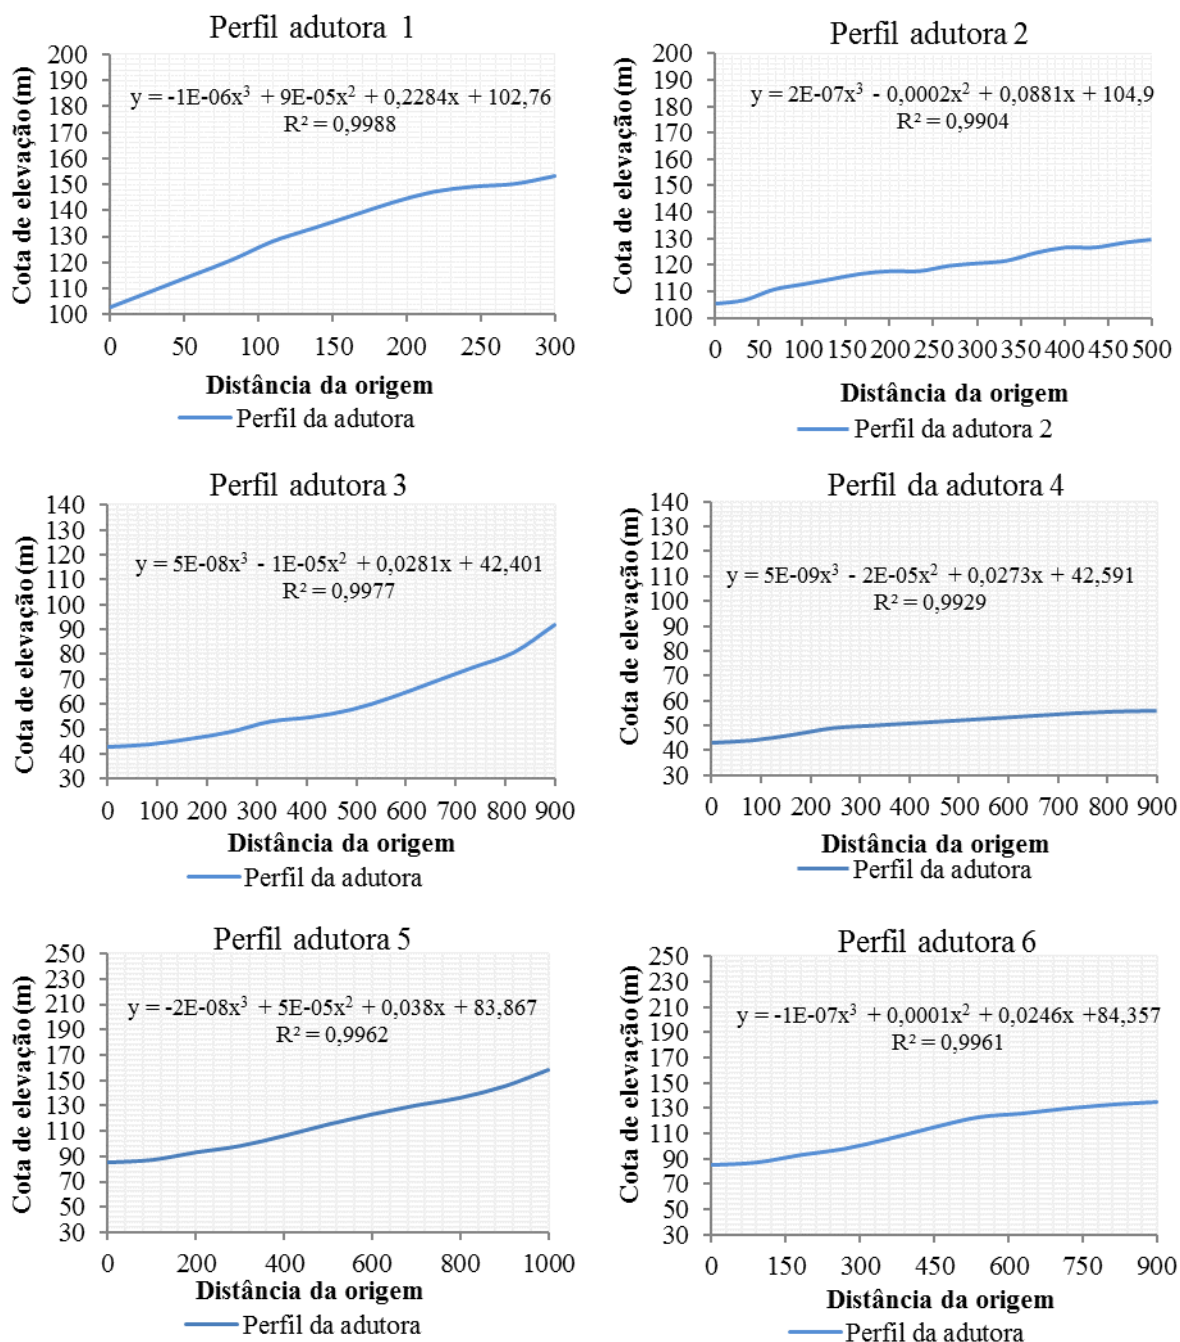 Perfil adutora 1
200
190
180
170
160
150
140
130
120
110
100
Cota de elevação (m)
y = -1E-06x³ + 9E-05x² + 0,2284x + 102,76
R² = 0,9988
0 50 100 150 200 250 300
Distância da origem
Perfil da adutora
Perfil adutora 2
200
190
180
170
160
150
140
130
120
110
100
Cota de elevação (m)
y = 2E-07x³ - 0,0002x² + 0,0881x + 104,9
R² = 0,9904
0 50 100 150 200 250 300 350 400 450 500
Distância da origem
Perfil da adutora 2
Perfil adutora 3
140
130
120
110
100
90
80
70
60
50
40
30
Cota de elevação (m)
y = 5E-08x³ - 1E-05x² + 0,0281x + 42,401
R² = 0,9977
0 100 200 300 400 500 600 700 800 900
Distância da origem
Perfil da adutora
Perfil da adutora 4
140
130
120
110
100
90
80
70
60
50
40
30
Cota de elevação (m)
y = 5E-09x³ - 2E-05x² + 0,0273x + 42,591
R² = 0,9929
0 100 200 300 400 500 600 700 800 900
Distância da origem
Perfil da adutora
Perfil adutora 5
250
230
210
190
170
150
130
110
90
70
50
30
Cota de elevação (m)
y = -2E-08x³ + 5E-05x² + 0,038x + 83,867
R² = 0,9962
0 200 400 600 800 1000
Distância da origem
Perfil da adutora
Perfil adutora 6
250
230
210
190
170
150
130
110
90
70
50
30
Cota de elevação (m)
y = -1E-07x³ + 0,0001x² + 0,0246x +84,357
R² = 0,9961
0 150 300 450 600 750 900
Distância da origem
Perfil da adutora